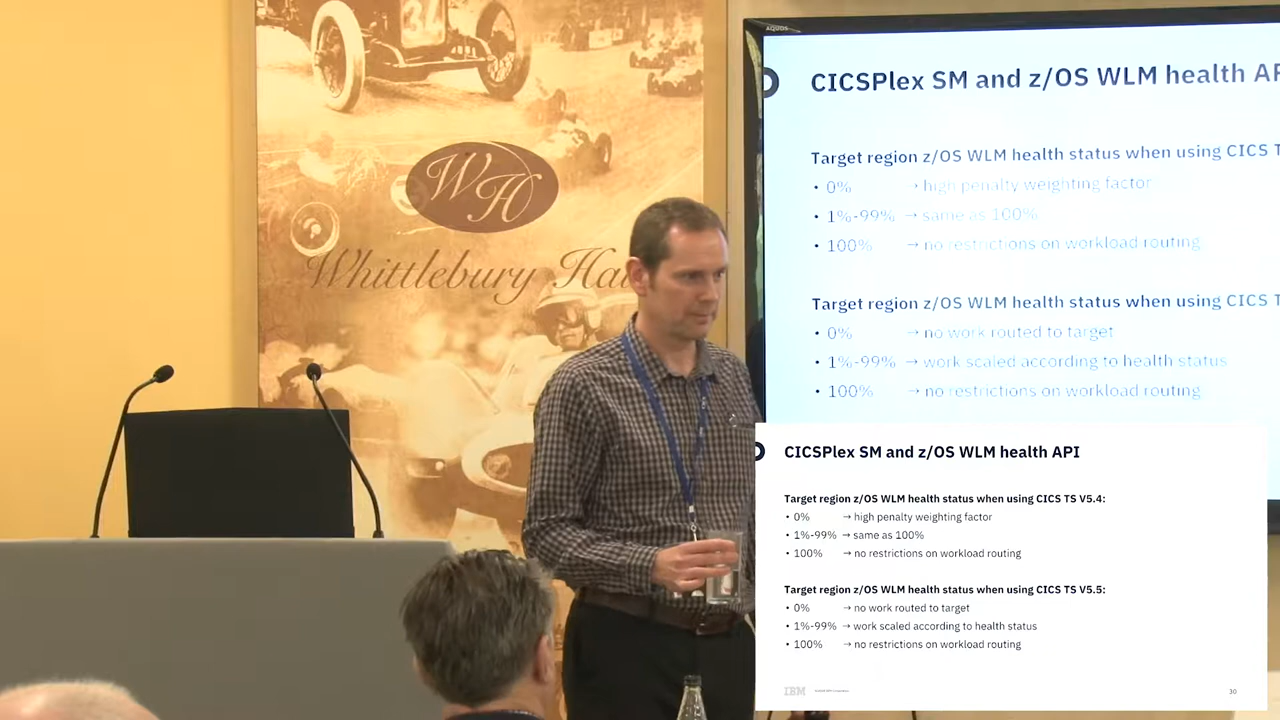 34
WH
Whittlebury Hal
AQUOS
CICSPlex SM and z/OS WLM health AP
Target region z/OS WLM health status when using CICS T
• 0% → high penalty weighting factor
• 1%-99% → same as 100%
• 100% → no restrictions on workload routing
Target region z/OS WLM health status when using CICS T
• 0% → no work routed to target
• 1%-99% → work scaled according to health status
• 100% → no restrictions on workload routing
CICSPlex SM and z/OS WLM health API
Target region z/OS WLM health status when using CICS TS V5.4:
• 0% → high penalty weighting factor
• 1%-99% → same as 100%
• 100% → no restrictions on workload routing
Target region z/OS WLM health status when using CICS TS V5.5:
• 0% → no work routed to target
• 1%-99% → work scaled according to health status
• 100% → no restrictions on workload routing
IBM
30